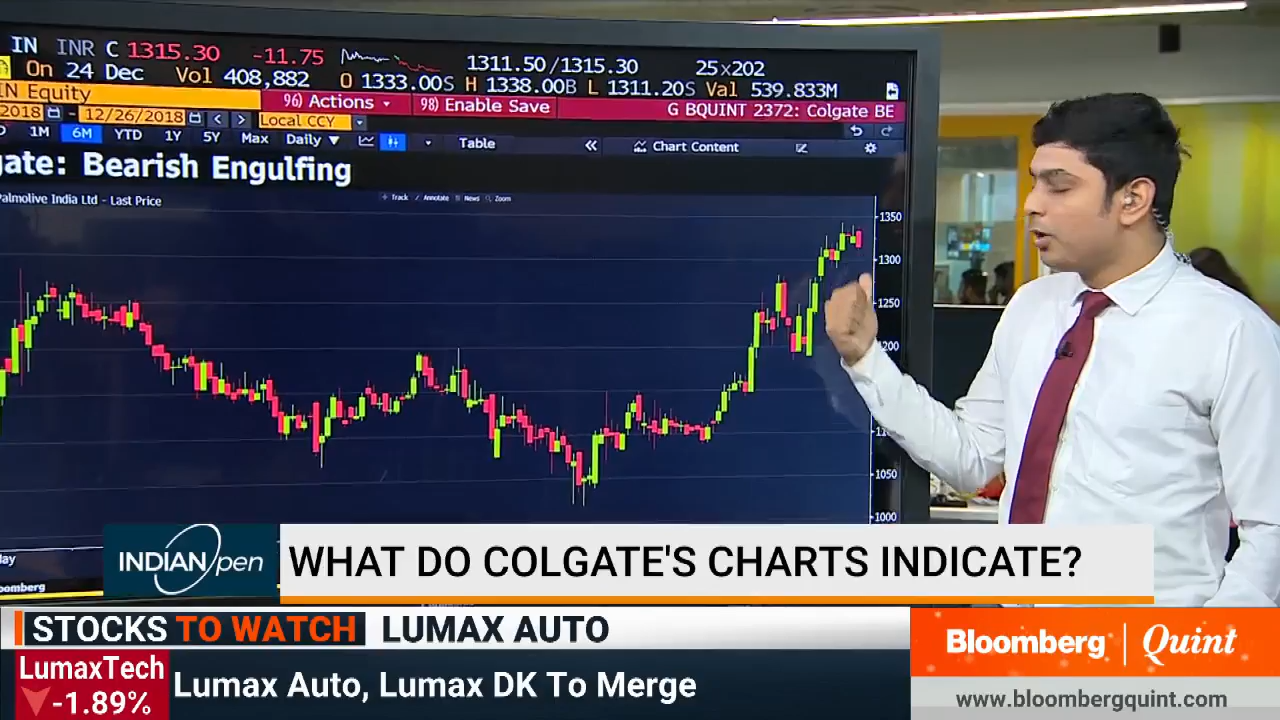 IN INR C 1315.30 -11.75 1311.50/1315.30 25x202
On 24 Dec Vol 408,882 O 1333.00S H 1338.00B L 1311.20S Val 539.833M
IN Equity 96) Actions 98) Enable Save G BQUINT 2372: Colgate BE
2018 - 12/26/2018 < > Local CCY
D 1M 6M YTD 1Y 5Y Max Daily ▼ Table « Chart Content
gate: Bearish Engulfing
Palmolive India Ltd - Last Price
+ Track Annotate News Zoom
1350
1300
1250
200
1050
1000
INDIAN Open
WHAT DO COLGATE'S CHARTS INDICATE?
loomberg
STOCKS TO WATCH LUMAX AUTO
LumaxTech
-1.89%
Lumax Auto, Lumax DK To Merge
Bloomberg | Quint
www.bloombergquint.com